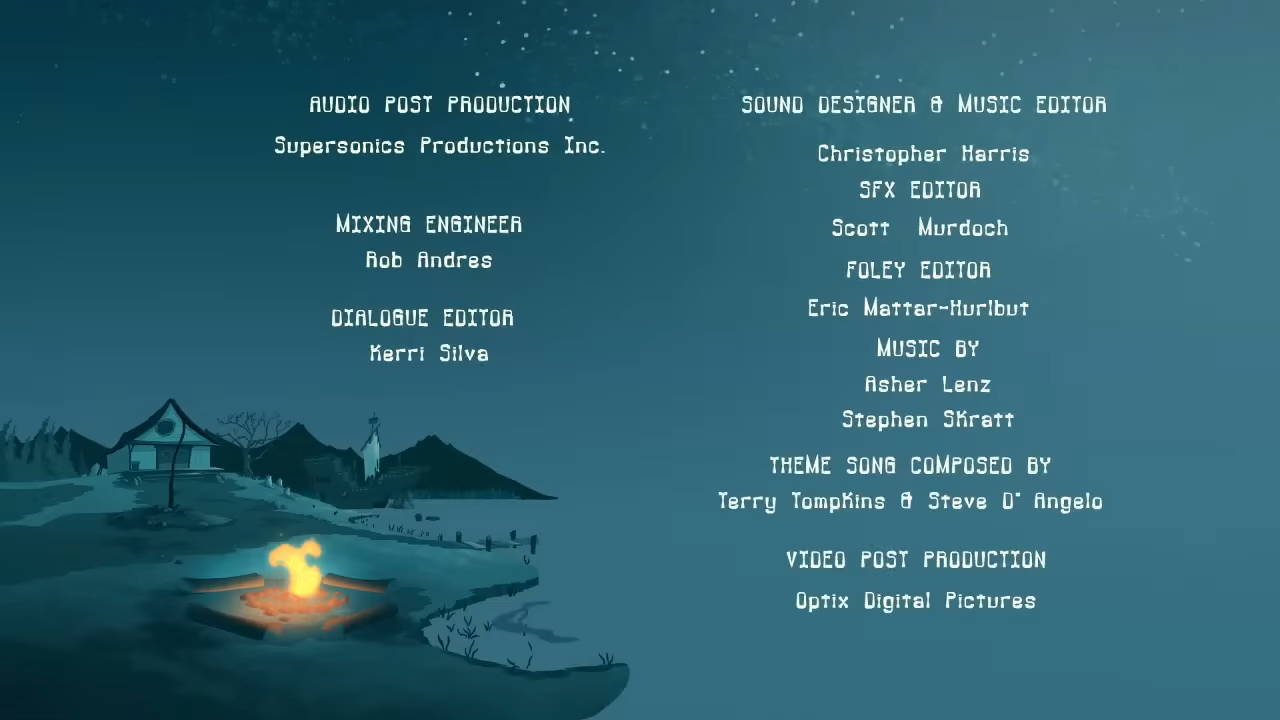 AUDIO POST PRODUCTION
Supersonics Productions Inc.
MIXING ENGINEER
Rob Andres
DIALOGUE EDITOR
Kerri Silva
SOUND DESIGNER & MUSIC EDITOR
Christopher Harris
SFX EDITOR
Scott Murdoch
FOLEY EDITOR
Eric Mattar-Hurlbut
MUSIC BY
Asher Lenz
Stephen Skratt
THEME SONG COMPOSED BY
Terry Tompkins & Steve D' Angelo
VIDEO POST PRODUCTION
Optix Digital Pictures